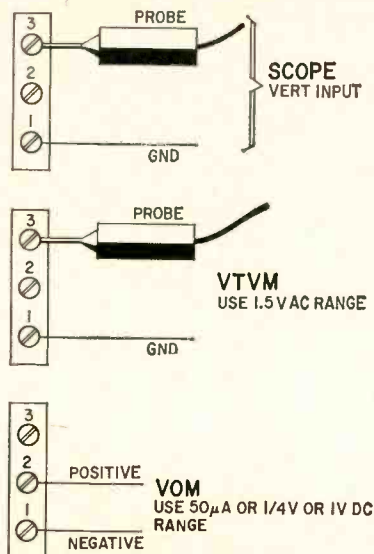 PROBE
3
SCOPE
VERT INPUT
2
1
GND
PROBE
3
VTVM
USE 1.5 V AC RANGE
2
1
GND
3
2
POSITIVE
VOM
USE 50μA OR 1/4V OR 1V DC
RANGE
1
NEGATIVE